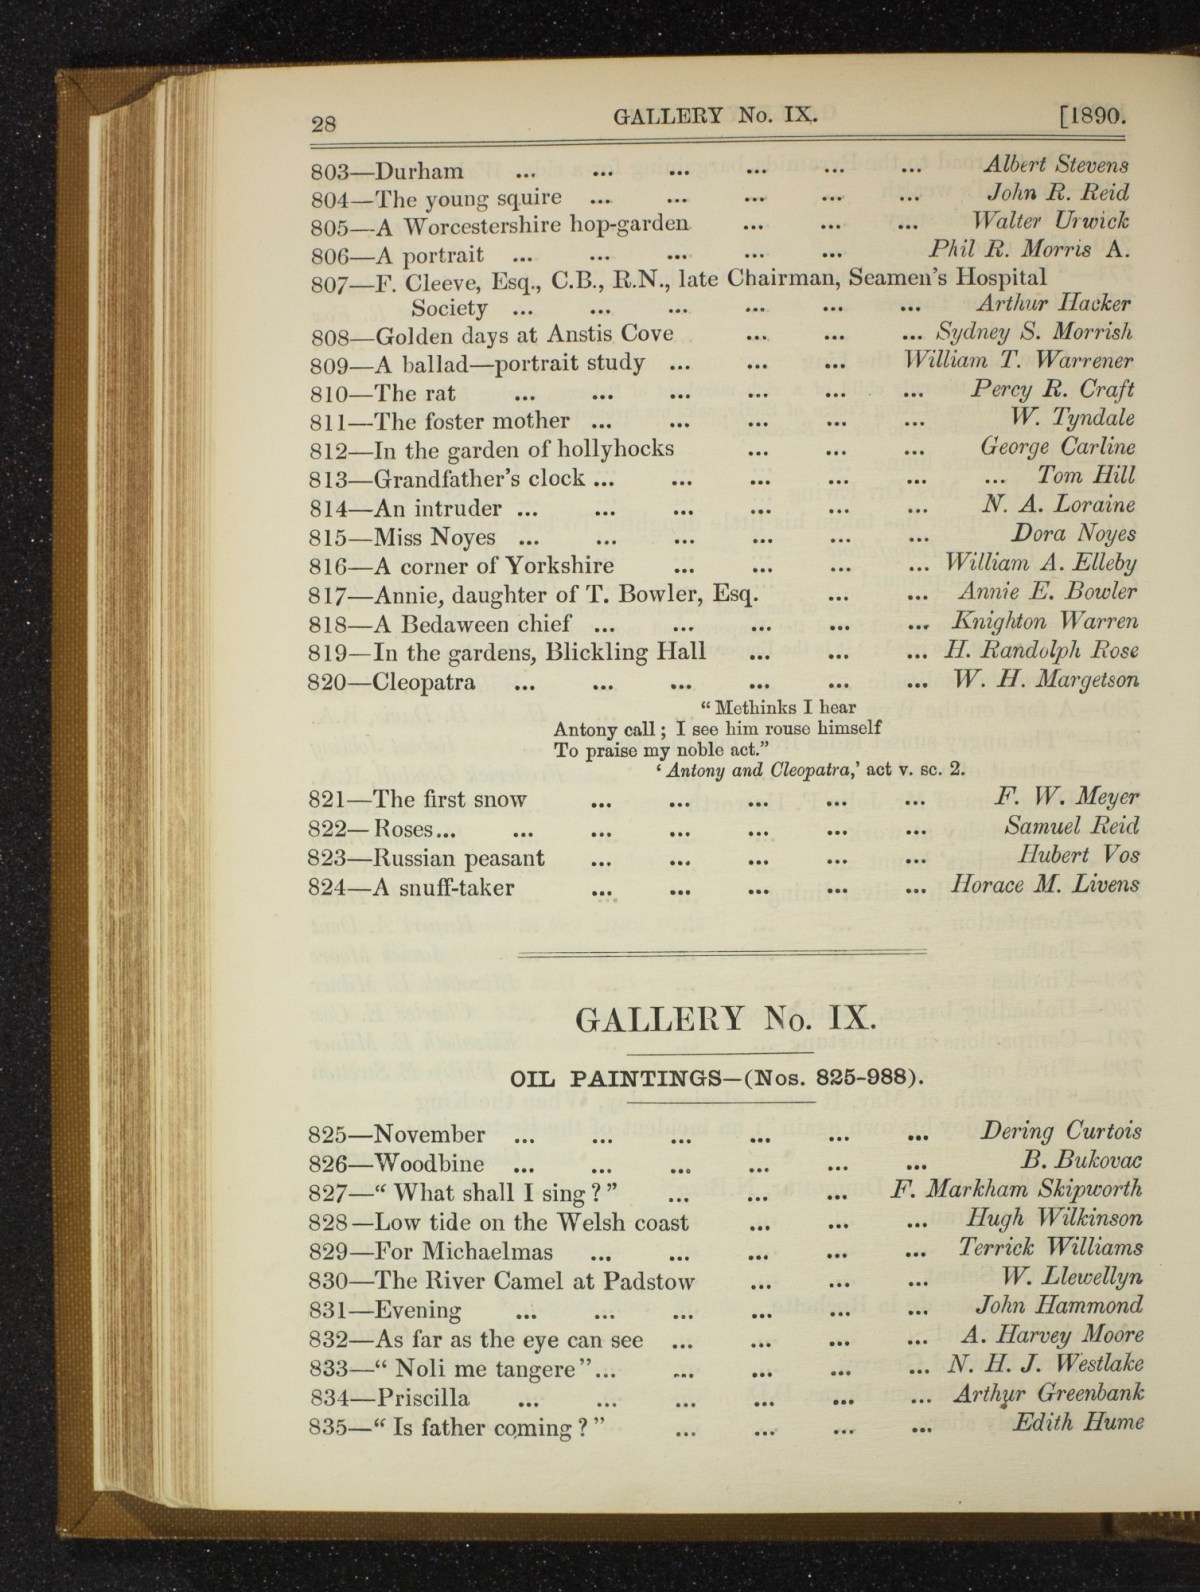 28 GALLERY No. IX. [1890.
803—Durham ... ... ... ... ... ... Albert Stevens
804—The young squire ... ... ... ... ... John R. Reid
805—A Worcestershire hop-garden ... ... ... Walter Urwick
806—A portrait ... ... ... ... ... Phil R. Morris A.
807—F. Cleeve, Esq., C.B., R.N., late Chairman, Seamen's Hospital
Society ... ... ... ... ... ... Arthur Hacker
808—Golden days at Anstis Cove ... ... ... Sydney S. Morrish
809—A ballad—portrait study ... ... ... William T. Warrener
810—The rat ... ... ... ... ... ... Percy R. Craft
811—The foster mother ... ... ... ... ... W. Tyndale
812—In the garden of hollyhocks ... ... ... George Carline
813—Grandfather's clock ... ... ... ... ... ... Tom Hill
814—An intruder ... ... ... ... ... ... N. A. Loraine
815—Miss Noyes ... ... ... ... ... ... Dora Noyes
816—A corner of Yorkshire ... ... ... ... William A. Elleby
817—Annie, daughter of T. Bowler, Esq. ... ... Annie E. Bowler
818—A Bedaween chief ... ... ... ... ... Knighton Warren
819—In the gardens, Blickling Hall ... ... ... H. Randolph Rose
820—Cleopatra ... ... ... ... ... ... W. H. Margetson
“ Methinks I hear
Antony call ; I see him rouse himself
To praise my noble act.”
‘ Antony and Cleopatra,’ act v. sc. 2.
821—The first snow ... ... ... ... ... F. W. Meyer
822—Roses... ... ... ... ... ... ... Samuel Reid
823—Russian peasant ... ... ... ... ... Hubert Vos
824—A snuff-taker ... ... ... ... ... Horace M. Livens
GALLERY No. IX.
OIL PAINTINGS—(Nos. 825-988).
825—November ... ... ... ... ... ... Dering Curtois
826—Woodbine ... ... ... ... ... ... B. Bukovac
827—“ What shall I sing ? ” ... ... ... F. Markham Skipworth
828—Low tide on the Welsh coast ... ... ... Hugh Wilkinson
829—For Michaelmas ... ... ... ... ... Terrick Williams
830—The River Camel at Padstow ... ... ... W. Llewellyn
831—Evening ... ... ... ... ... ... John Hammond
832—As far as the eye can see ... ... ... ... A. Harvey Moore
833—“ Noli me tangere ”... ... ... ... ... N. H. J. Westlake
834—Priscilla ... ... ... ... ... ... Arthur Greenbank
835—“ Is father coming ? ” ... ... ... ... Edith Hume